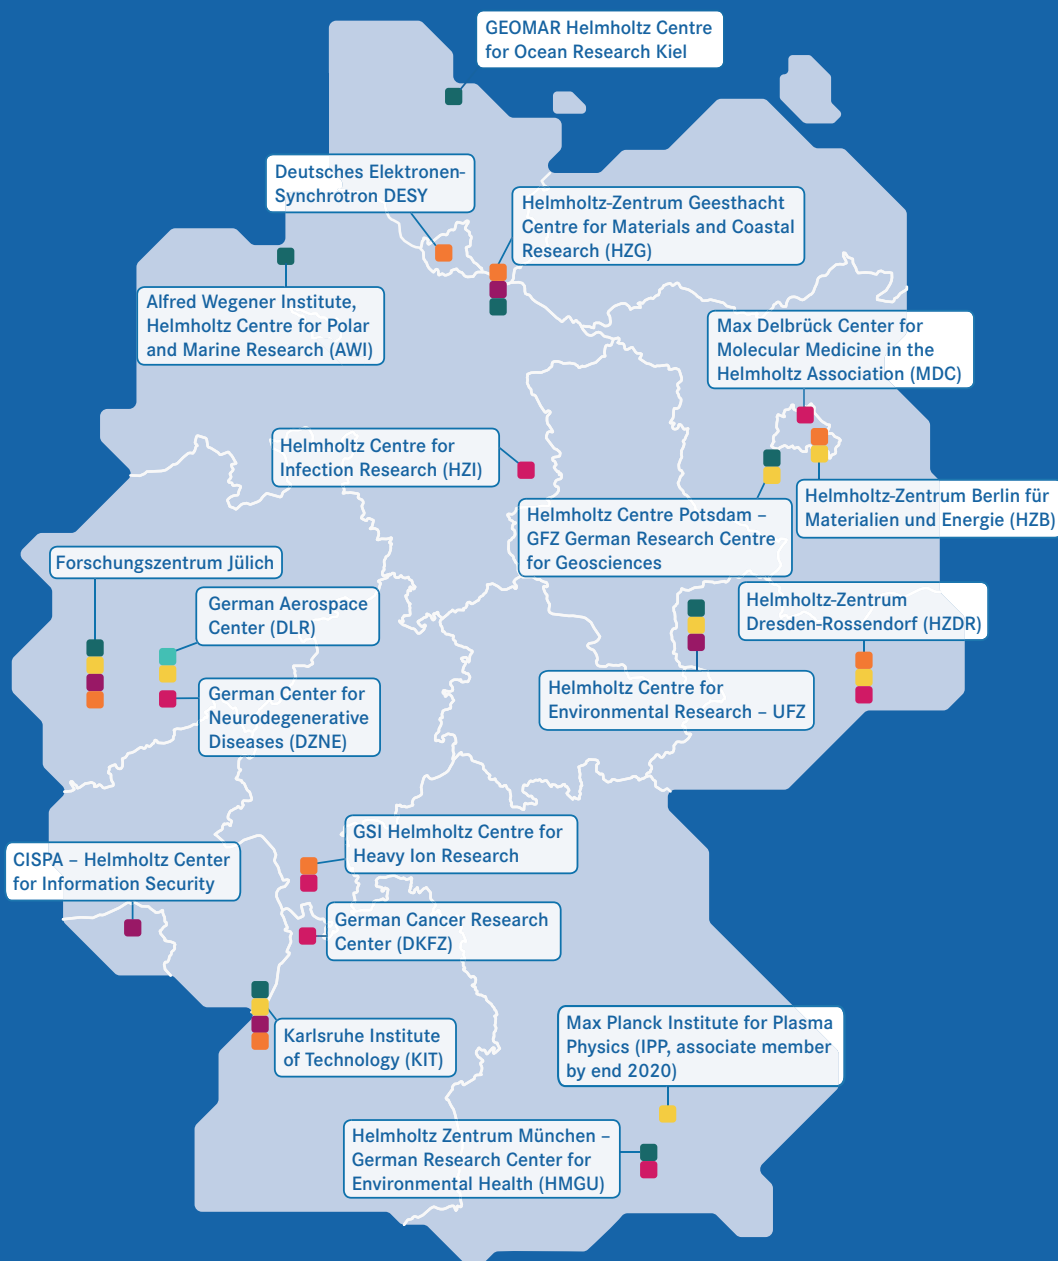 GEOMAR Helmholtz Centre
for Ocean Research Kiel
Deutsches Elektronen-
Synchrotron DESY
Helmholtz-Zentrum Geesthacht
Centre for Materials and Coastal
Research (HZG)
Alfred Wegener Institute,
Helmholtz Centre for Polar
and Marine Research (AWI)
Max Delbrück Center for
Molecular Medicine in the
Helmholtz Association (MDC)
Helmholtz Centre for
Infection Research (HZI)
Helmholtz-Zentrum Berlin für
Materialien und Energie (HZB)
Helmholtz Centre Potsdam –
GFZ German Research Centre
for Geosciences
Forschungszentrum Jülich
German Aerospace
Center (DLR)
Helmholtz-Zentrum
Dresden-Rossendorf (HZDR)
German Center for
Neurodegenerative
Diseases (DZNE)
Helmholtz Centre for
Environmental Research – UFZ
GSI Helmholtz Centre for
Heavy Ion Research
CISPA – Helmholtz Center
for Information Security
German Cancer Research
Center (DKFZ)
Karlsruhe Institute
of Technology (KIT)
Max Planck Institute for Plasma
Physics (IPP, associate member
by end 2020)
Helmholtz Zentrum München –
German Research Center for
Environmental Health (HMGU)